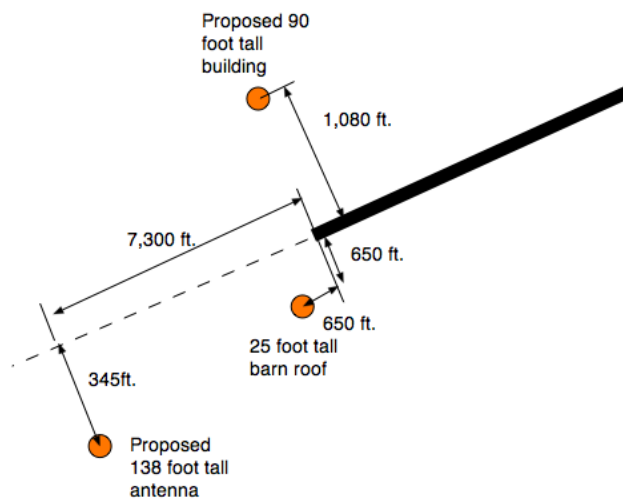 Proposed 90
foot tall
building
1,080 ft.
7,300 ft.
650 ft.
650 ft.
25 foot tall
barn roof
345ft.
Proposed
138 foot tall
antenna